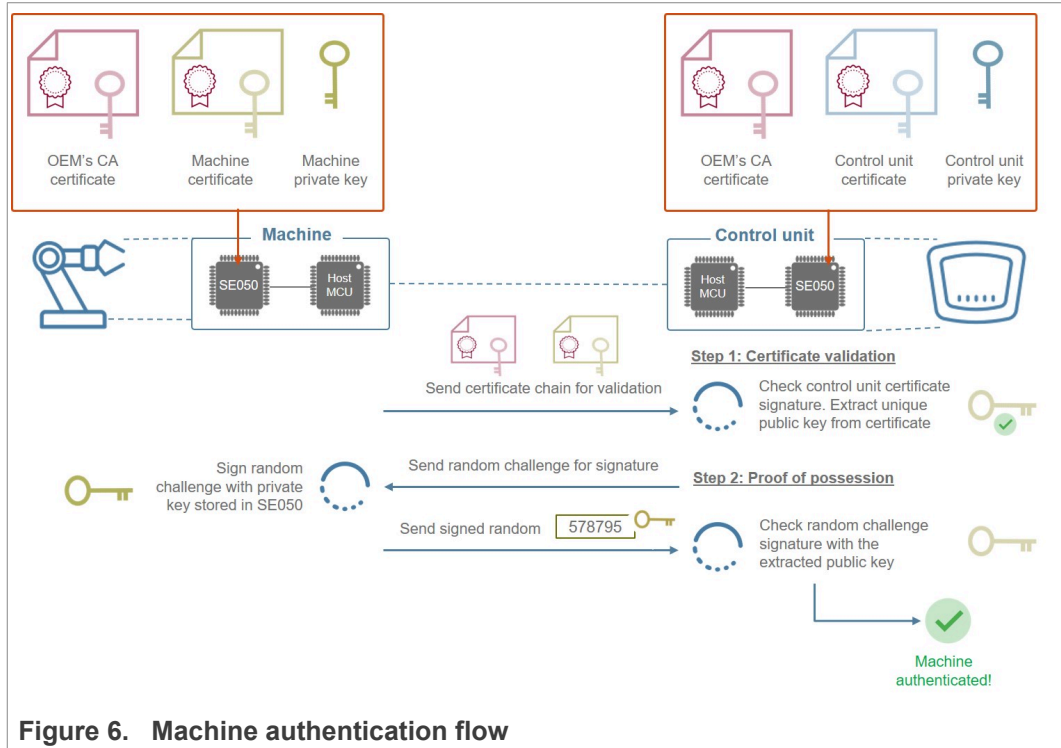 OEM's CA
certificate
Machine
certificate
Machine
private key
OEM's CA
certificate
Control unit
certificate
Control unit
private key
Machine
SE050
Host
MCU
Control unit
Host
MCU
SE050
Step 1: Certificate validation
Send certificate chain for validation
Check control unit certificate
signature. Extract unique
public key from certificate
Sign random
challenge with private
key stored in SE050
Send random challenge for signature
Step 2: Proof of possession
Send signed random
578795
Check random challenge
signature with the
extracted public key
Machine
authenticated!
Figure 6. Machine authentication flow